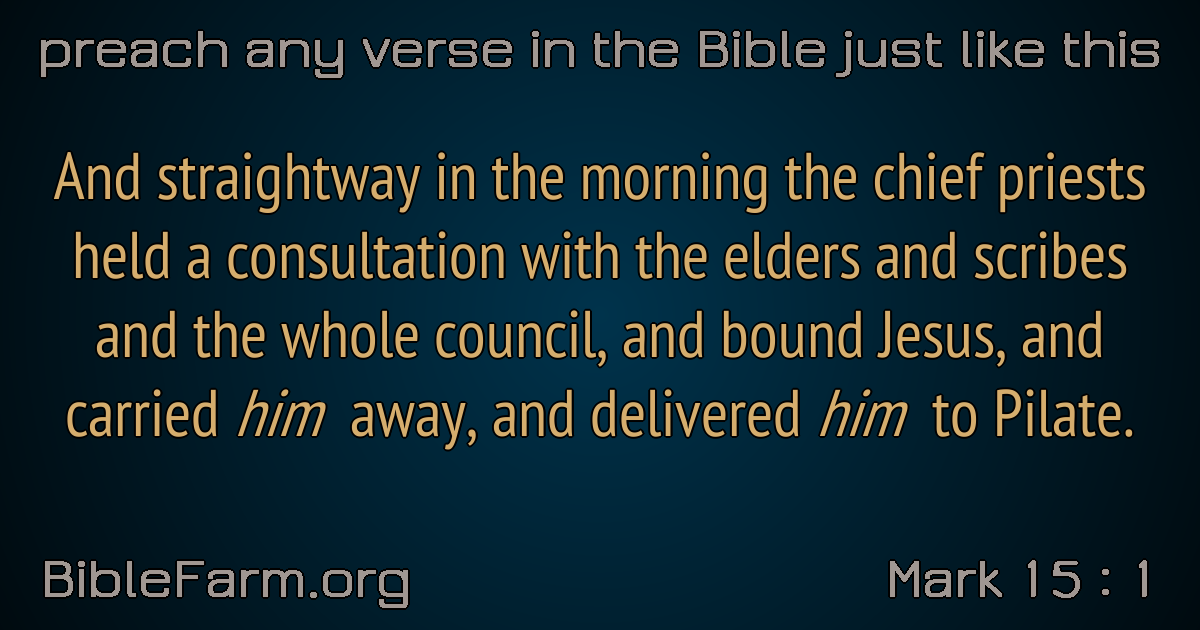 preach any verse in the Bible just like this
And straightway in the morning the chief priests
held a consultation with the elders and scribes
and the whole council, and bound Jesus, and
carried him away, and delivered him to Pilate.
BibleFarm.org
Mark 15 : 1